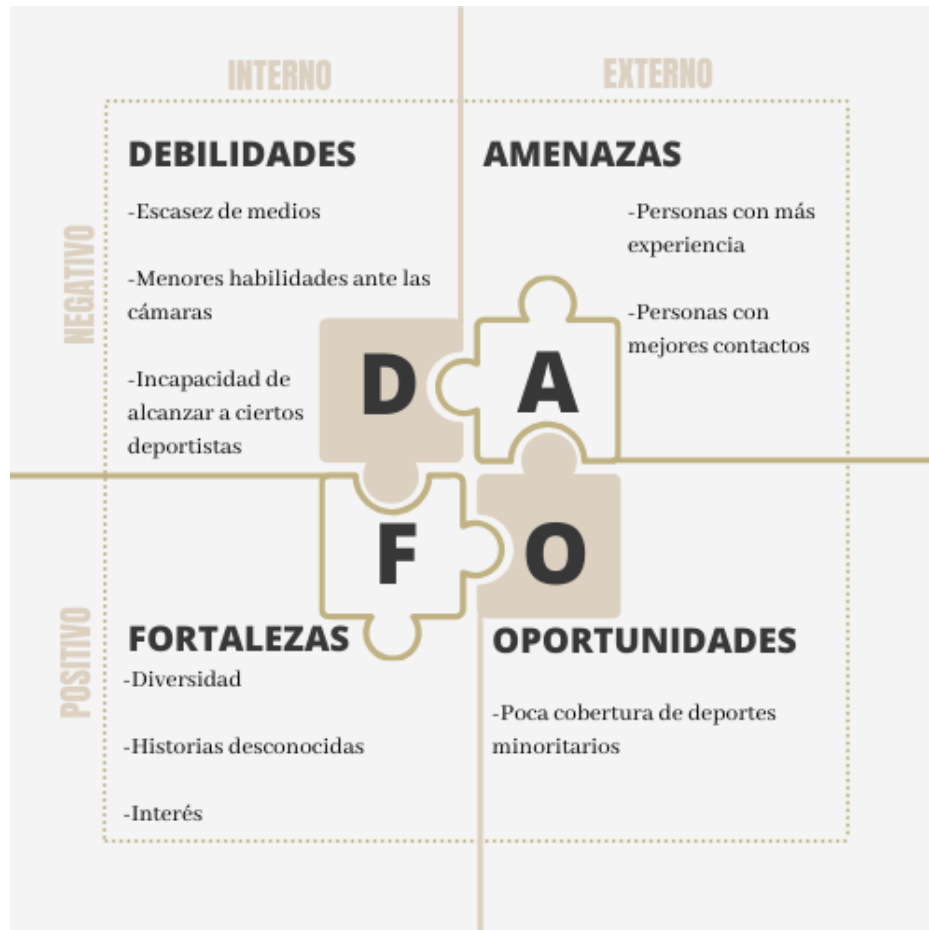 INTERNO
EXTERNO
NEGATIVO
POSITIVO
DEBILIDADES
-Escasez de medios
-Menores habilidades ante las
cámaras
-Incapacidad de
alcanzar a ciertos
deportistas
AMENAZAS
-Personas con más
experiencia
-Personas con
mejores contactos
D
A
F
O
FORTALEZAS
-Diversidad
-Historias desconocidas
-Interés
OPORTUNIDADES
-Poca cobertura de deportes
minoritarios